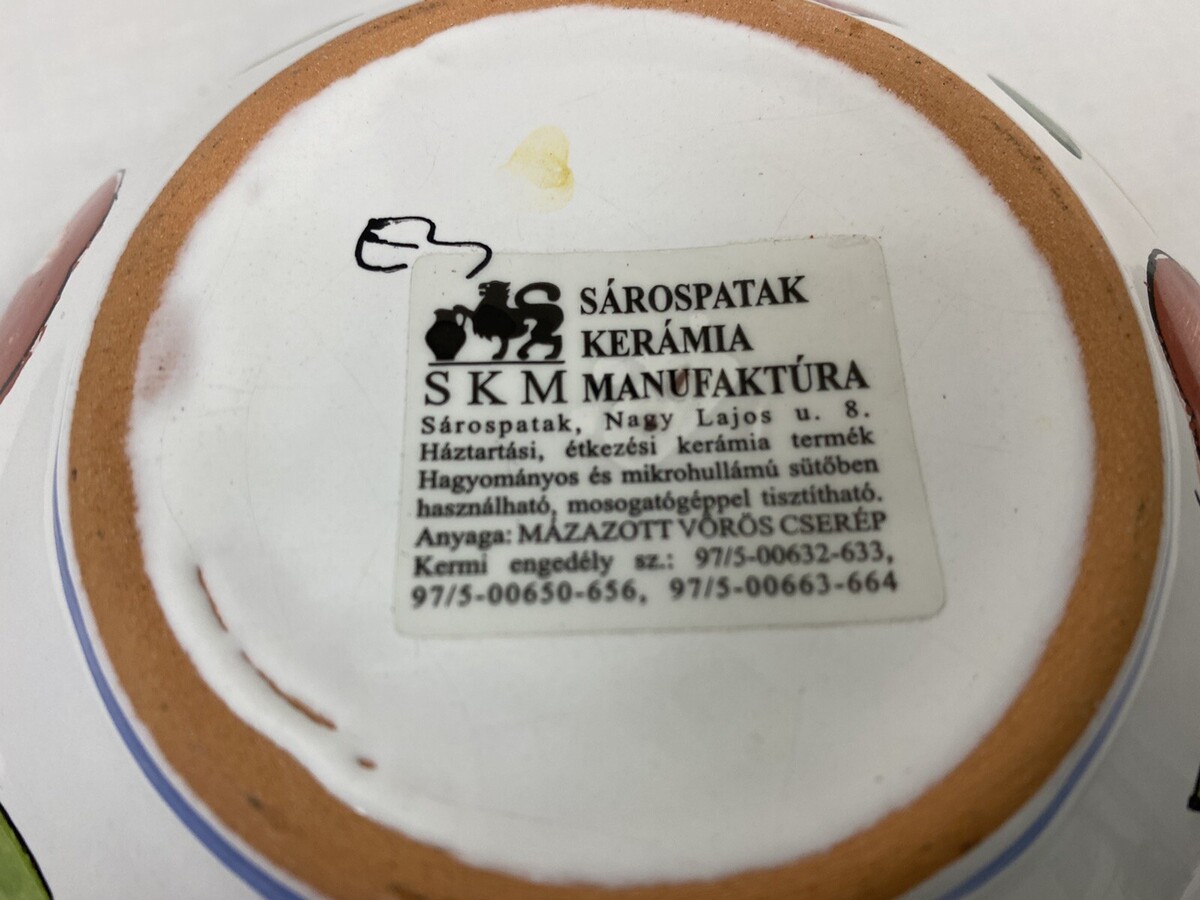 SÁROSPATAK
KERÁMIA
SKM MANUFAKTÚRA
Sárospatak, Nagy Lajos u. 8.
Háztartási, étkezési kerámia termék
Hagyományos és mikrohullámú sütőben
használható, mosogatógéppel tisztítható.
Anyaga: MÁZAZOTT VÖRÖS CSERÉP
Kermi engedély sz.: 97/5-00632-633,
97/5-00650-656, 97/5-00663-664